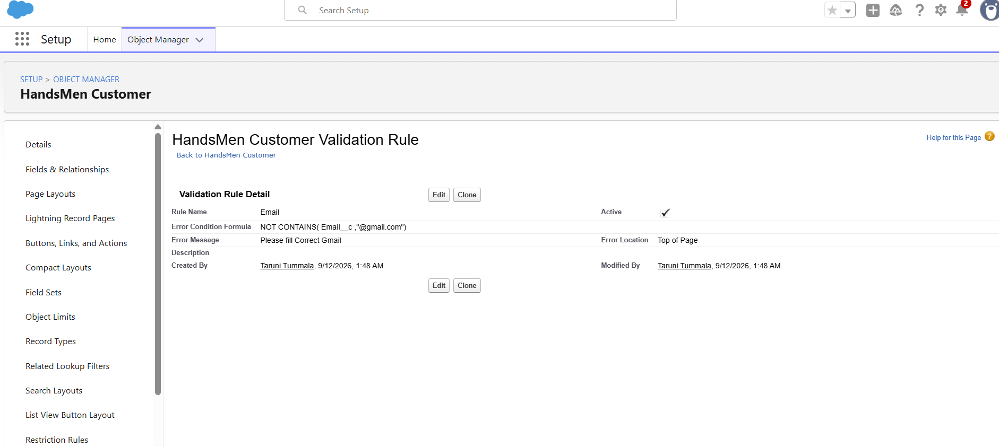 Search Setup
2
Setup
Home
Object Manager
SETUP > OBJECT MANAGER
HandsMen Customer
Details
Fields & Relationships
Page Layouts
Lightning Record Pages
Buttons, Links, and Actions
Compact Layouts
Field Sets
Object Limits
Record Types
Related Lookup Filters
Search Layouts
List View Button Layout
Restriction Rules
HandsMen Customer Validation Rule
Help for this Page ?
Back to HandsMen Customer
Validation Rule Detail
Edit Clone
Rule Name Email Active
Error Condition Formula NOT CONTAINS( Email__c ,"@gmail.com")
Error Message Please fill Correct Gmail Error Location Top of Page
Description
Created By Taruni Tummala, 9/12/2026, 1:48 AM Modified By Taruni Tummala, 9/12/2026, 1:48 AM
Edit Clone